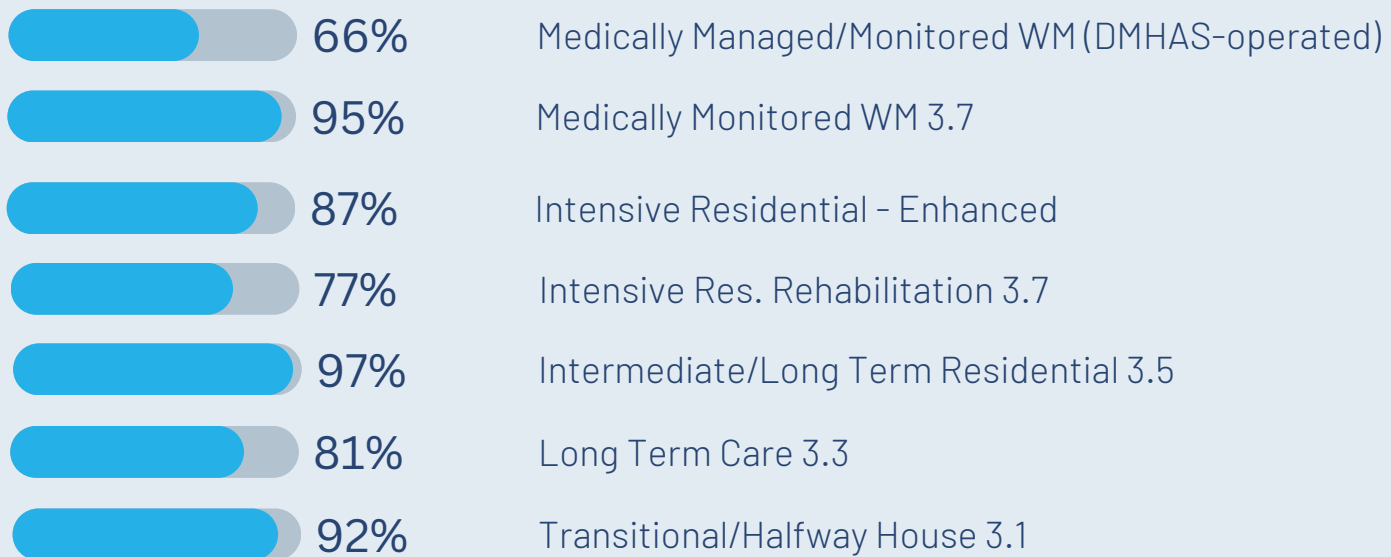 66% Medically Managed/Monitored WM (DMHAS-operated)
95% Medically Monitored WM 3.7
87% Intensive Residential - Enhanced
77% Intensive Res. Rehabilitation 3.7
97% Intermediate/Long Term Residential 3.5
81% Long Term Care 3.3
92% Transitional/Halfway House 3.1